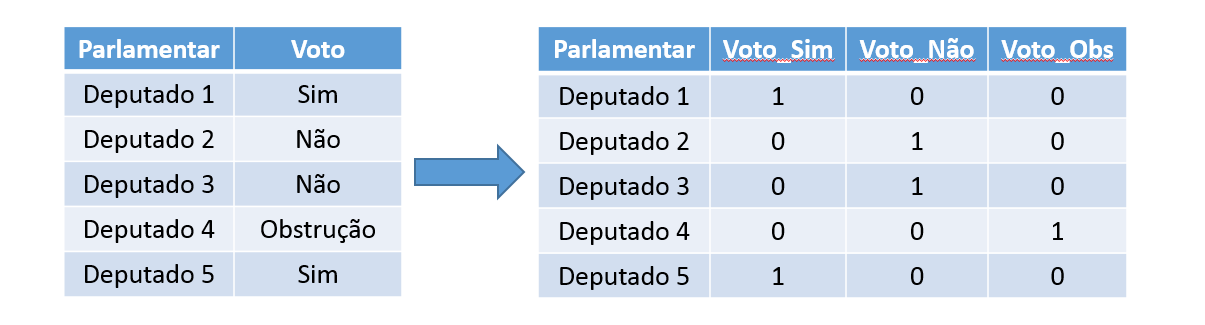 Parlamentar Voto
Deputado 1 Sim
Deputado 2 Não
Deputado 3 Não
Deputado 4 Obstrução
Deputado 5 Sim
Parlamentar Voto_Sim Voto_Não Voto_Obs
Deputado 1 1 0 0
Deputado 2 0 1 0
Deputado 3 0 1 0
Deputado 4 0 0 1
Deputado 5 1 0 0